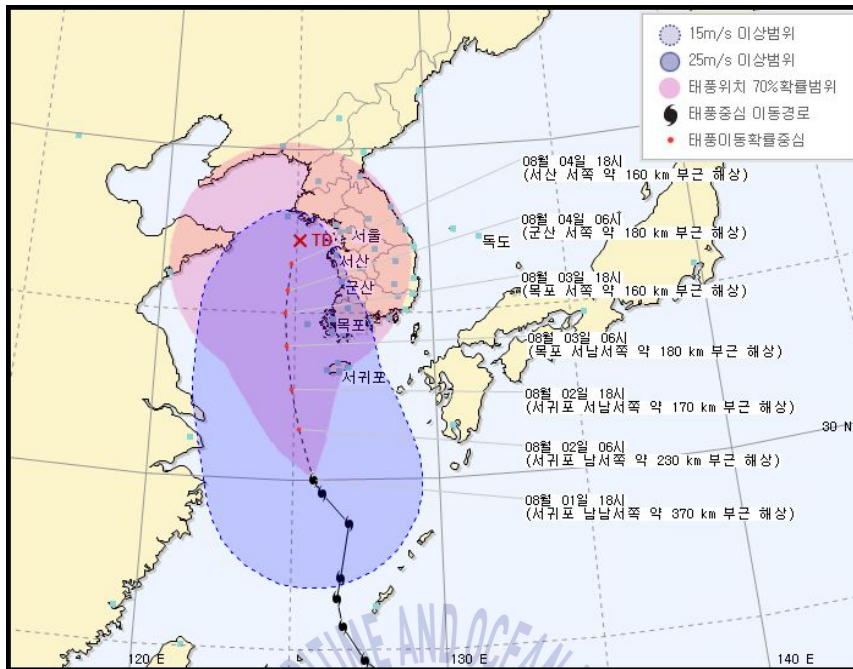 15m/s 이상범위
25m/s 이상범위
태풍위치 70%확률범위
태풍중심 이동경로
태풍이동확률중심
08월 04일 18시
(서산 서쪽 약 160 km 부근 해상)
08월 04일 06시
(군산 서쪽 약 180 km 부근 해상)
08월 03일 18시
(목포 서쪽 약 160 km 부근 해상)
08월 03일 06시
(목포 서남서쪽 약 180 km 부근 해상)
08월 02일 18시
(서귀포 서남서쪽 약 170 km 부근 해상)
08월 02일 06시
(서귀포 남서쪽 약 230 km 부근 해상)
08월 01일 18시
(서귀포 남남서쪽 약 370 km 부근 해상)
TD
서울
서산
군산
목포
서귀포
독도
30 N
120 E
130 E
140 E
TIME AND OCEAN